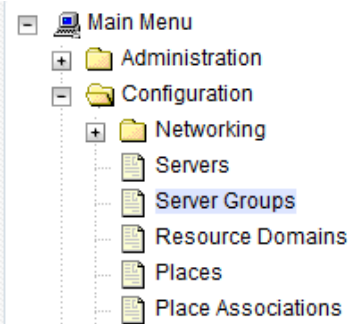 Main Menu
Administration
Configuration
Networking
Servers
Server Groups
Resource Domains
Places
Place Associations